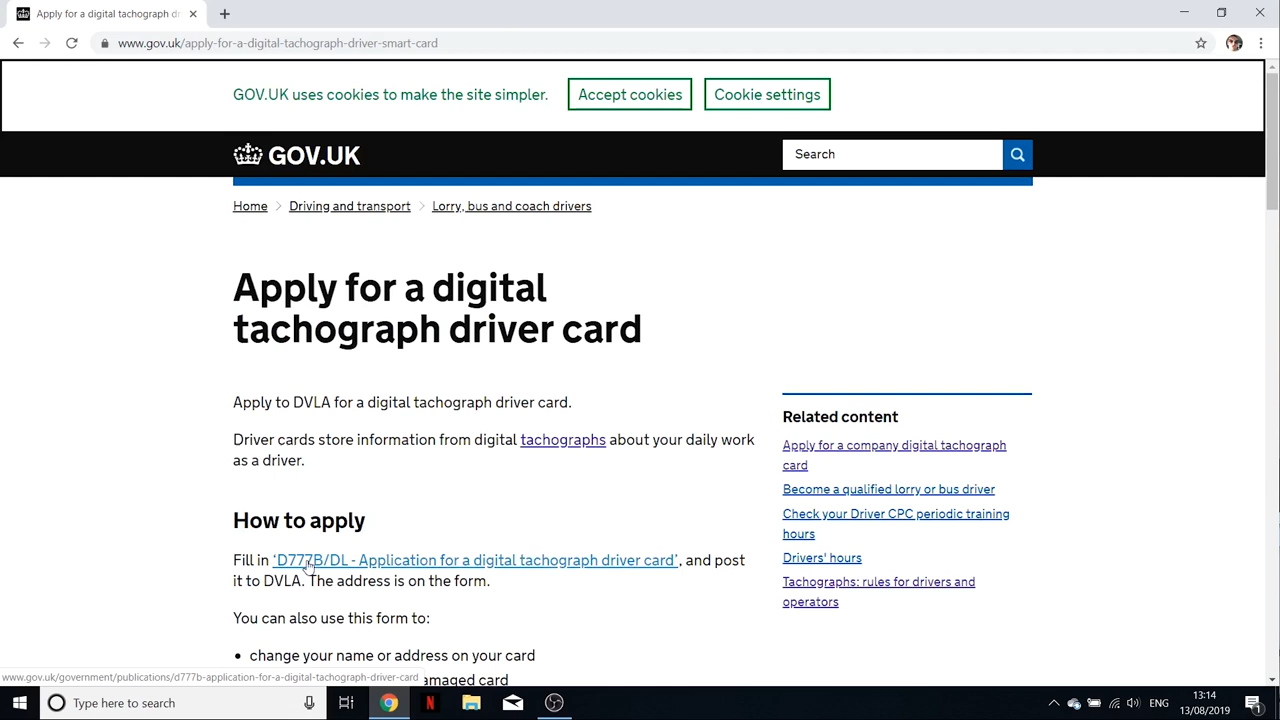 Apply for a digital tachograph dr
www.gov.uk/apply-for-a-digital-tachograph-driver-smart-card
GOV.UK uses cookies to make the site simpler.
Accept cookies
Cookie settings
GOV.UK
Search
Home
Driving and transport
Lorry, bus and coach drivers
Apply for a digital
tachograph driver card
Apply to DVLA for a digital tachograph driver card.
Driver cards store information from digital tachographs about your daily work
as a driver.
How to apply
Fill in ‘D777B/DL - Application for a digital tachograph driver card’, and post
it to DVLA. The address is on the form.
You can also use this form to:
• change your name or address on your card
amaged card
Related content
Apply for a company digital tachograph
card
Become a qualified lorry or bus driver
Check your Driver CPC periodic training
hours
Drivers' hours
Tachographs: rules for drivers and
operators
www.gov.uk/government/publications/d777b-application-for-a-digital-tachograph-driver-card
Type here to search
N
ENG
13:14
13/08/2019
1